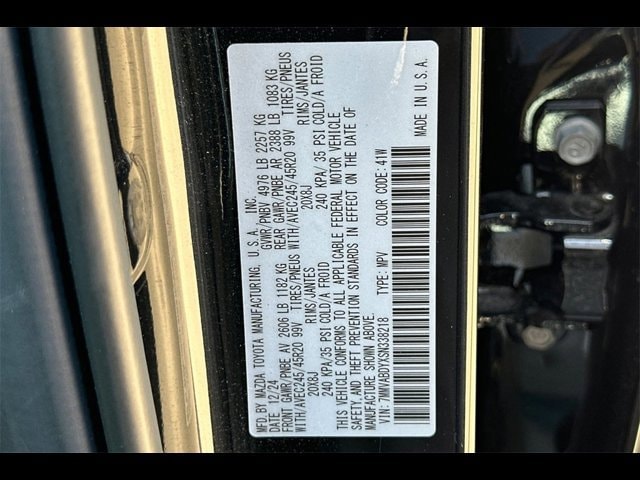 MFD.BY MAZDA TOYOTA MANUFACTURING, U.S.A., INC.
DATE 12/24 GVWR/PNBV 4976 LB 2257 KG
FRONT GAWR/PNBE AV 2606 LB 1182 KG REAR GAWR/PNBE AR 2388 LB 1083 KG
WITH/AVEC245/45R20 99V TIRES/PNEUS WITH/AVEC245/45R20 99V TIRES/PNEUS
20X8J RIMS/JANTES 20X8J RIMS/JANTES
240 KPA/35 PSI COLD/A FROID 240 KPA/ 35 PSI COLD/A FROID
THIS VEHICLE CONFORMS TO ALL APPLICABLE FEDERAL MOTOR VEHICLE
SAFETY,AND THEFT PREVENTION STANDARDS IN EFFECT ON THE DATE OF
MANUFACTURE SHOWN ABOVE.
VIN:7MMVABDYXSN338218 TYPE:MPV COLOR CODE:41W
MADE IN U.S.A.